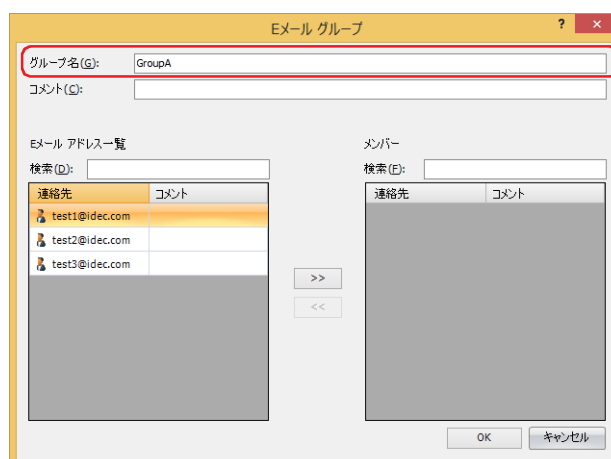 Eメール グループ
? ×
グループ名(G): GroupA
コメント(C):
Eメール アドレス一覧
メンバー
検索(D):
検索(F):
連絡先 コメント
連絡先 コメント
test1@idec.com
test2@idec.com
test3@idec.com
>>
<<
OK キャンセル